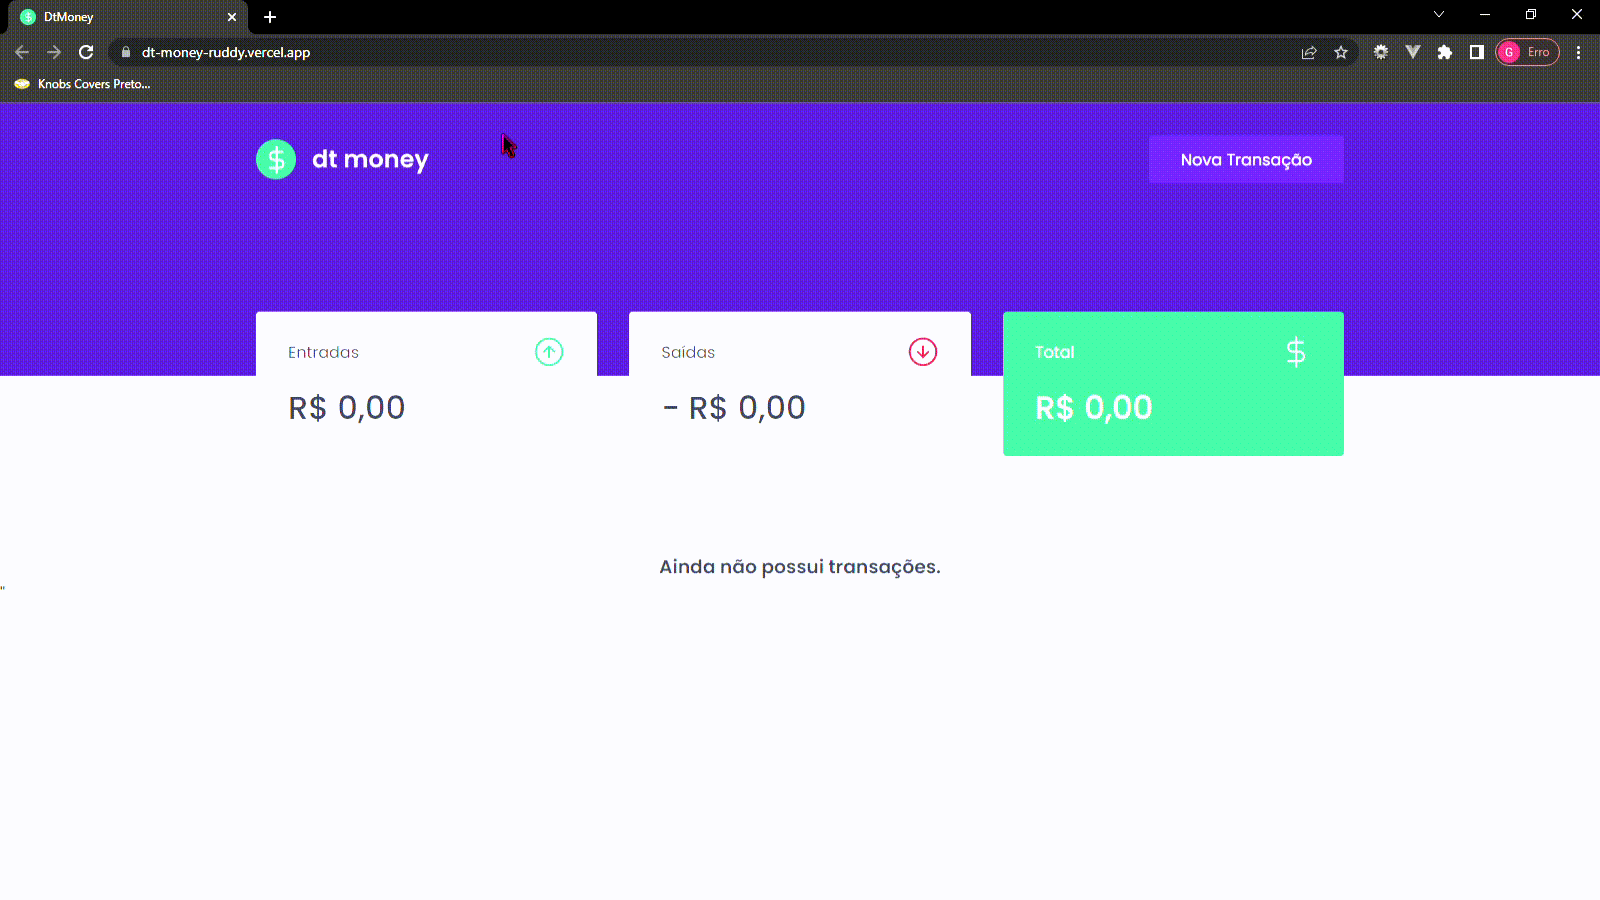 DtMoney
dt-money-ruddy.vercel.app
G Erro
Knobs Covers Preto...
$ dt money
Nova Transação
Entradas
R$ 0,00
Saídas
- R$ 0,00
Total $
R$ 0,00
Ainda não possui transações.
"